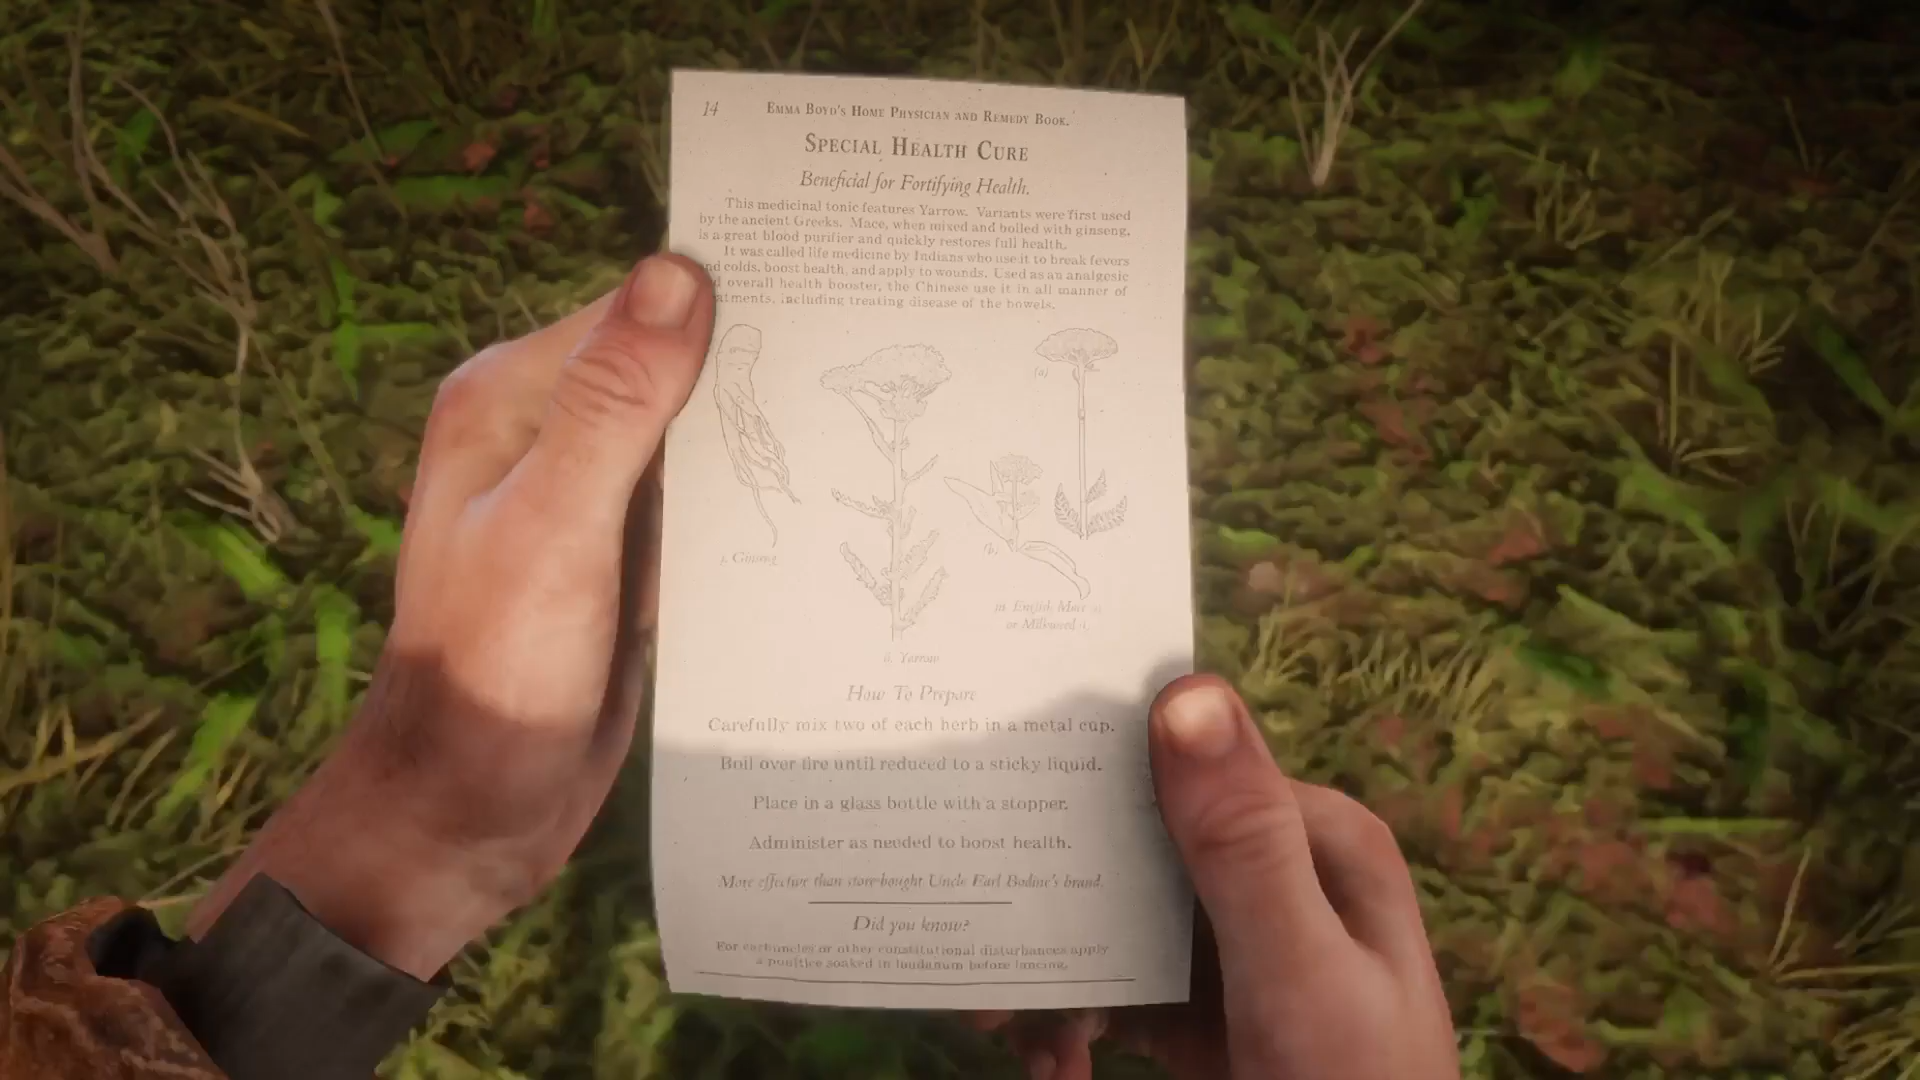 14
EMMA BOYD'S HOME PHYSICIAN AND REMEDY BOOK.
SPECIAL HEALTH CURE
Beneficial for Fortifying Health.
This medicinal tonic features Yarrow. Variants were first used
by the ancient Greeks. Mace, when mixed and boiled with ginseng,
is a great blood purifier and quickly restores full health.
It was called life medicine by Indians who use it to break fevers
and colds, boost health, and apply to wounds. Used as an analgesic
overall health booster, the Chinese use it in all manner of
including treating disease of the bowels.
(a)
(b)
Ginseng
English Mace
or Milkweed
Yarrow
How To Prepare
Carefully mix two of each herb in a metal cup.
Boil over fire until reduced to a sticky liquid.
Place in a glass bottle with a stopper.
Administer as needed to boost health.
More effective than store-bought Uncle Earl Bodine's brand.
Did you know?
For carbuncles or other constitutional disturbances apply
a poultice soaked in laudanum before lancing.